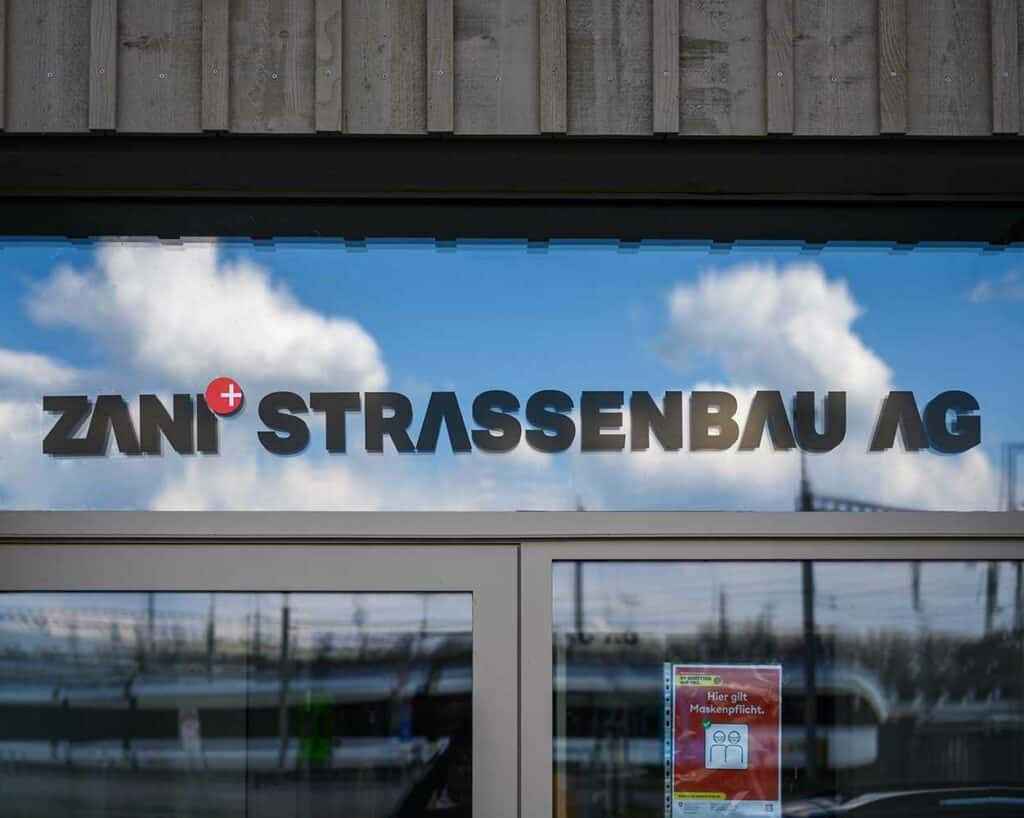 ZANI+ STRASSENBAU AG
Hier gilt
Maskenpflicht.